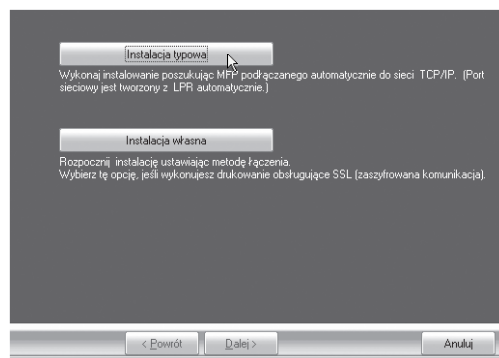 Instalacja typowa
Wykonaj instalowanie poszukując MFP podłączanego automatycznie do sieci TCP/IP. (Port
sieciowy jest tworzony z LPR automatycznie.)
Instalacja własna
Rozpocznij instalację ustawiając metodę łączenia.
Wybierz tę opcję, jeśli wykonujesz drukowanie obsługujące SSL (zaszyfrowana komunikacja).
< Powrót Dalej > Anuluj